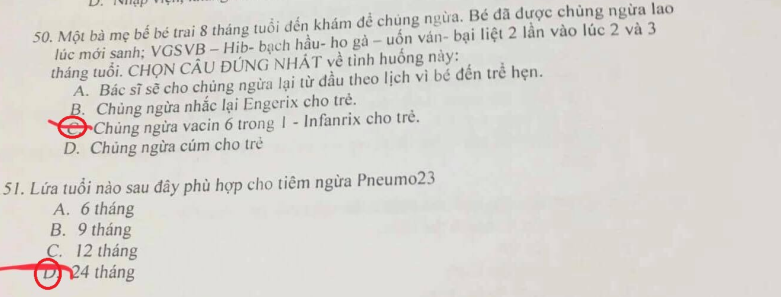 50. Một bà mẹ bế bé trai 8 tháng tuổi đến khám để chủng ngừa. Bé đã được chủng ngừa lao
lúc mới sanh; VGSVB – Hib- bạch hầu- ho gà – uốn ván- bại liệt 2 lần vào lúc 2 và 3
tháng tuổi. CHỌN CÂU ĐÚNG NHẤT về tình huống này:
A. Bác sĩ sẽ cho chủng ngừa lại từ đầu theo lịch vì bé đến trễ hẹn.
B. Chủng ngừa nhắc lại Engerix cho trẻ.
C. Chủng ngừa vacin 6 trong 1 - Infanrix cho trẻ.
D. Chủng ngừa cúm cho trẻ
51. Lứa tuổi nào sau đây phù hợp cho tiêm ngừa Pneumo23
A. 6 tháng
B. 9 tháng
C. 12 tháng
D. 24 tháng